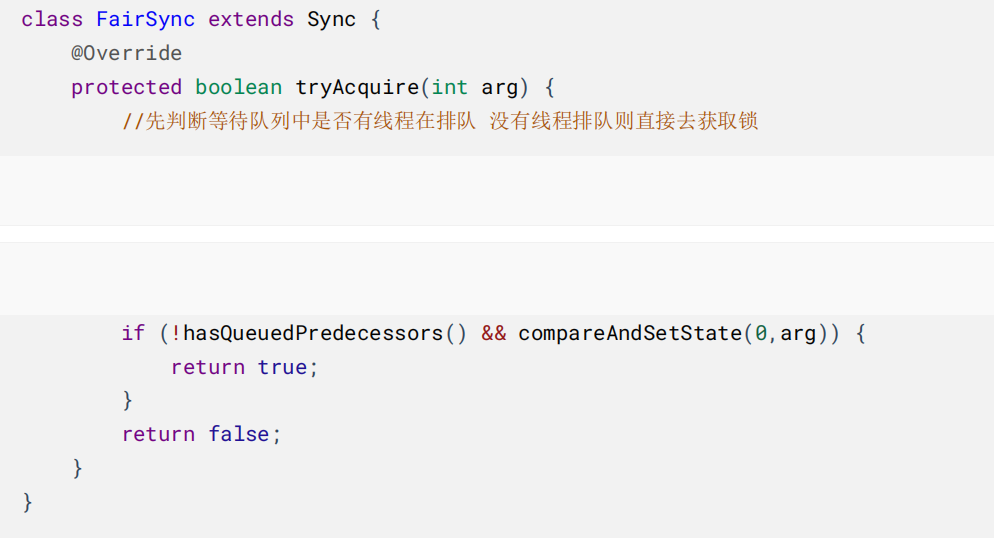 class FairSync extends Sync {
    @Override
    protected boolean tryAcquire(int arg) {
        //先判断等待队列中是否有线程在排队 没有线程排队则直接去获取锁
        if (!hasQueuedPredecessors() && compareAndSetState(0,arg)) {
            return true;
        }
        return false;
    }
}